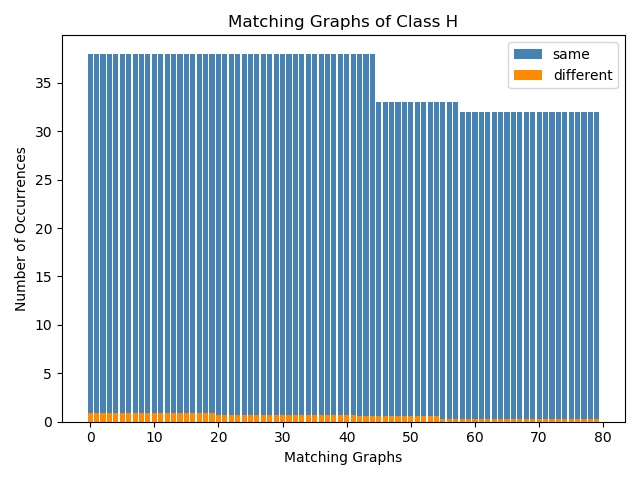 Matching Graphs of Class H
same
different
Number of Occurrences
35
30
25
20
15
10
5
0
0 10 20 30 40 50 60 70 80
Matching Graphs